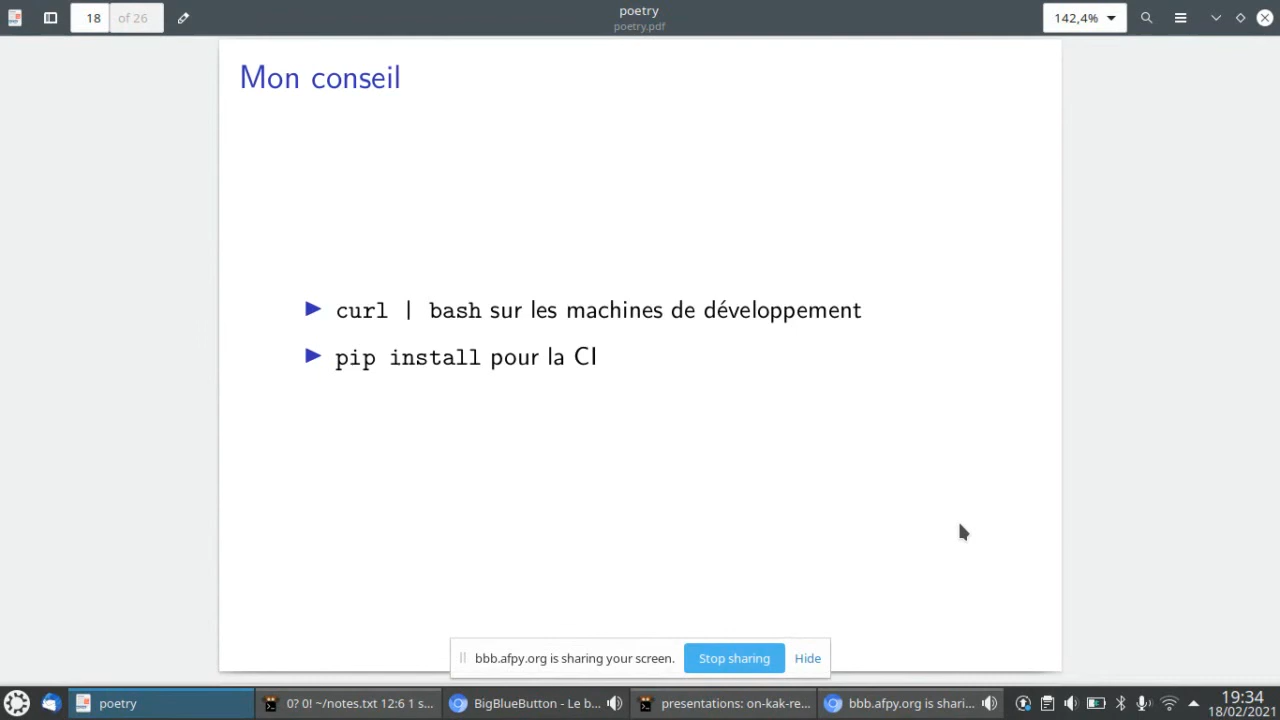 18 of 26
poetry
poetry.pdf
142,4%
Mon conseil
curl | bash sur les machines de développement
pip install pour la CI
bbb.afpy.org is sharing your screen. Stop sharing Hide
poetry
0? 0! ~/notes.txt 12:6 1 s...
BigBlueButton - Le b...
presentations: on-kak-re...
bbb.afpy.org is shari...
19:34
18/02/2021